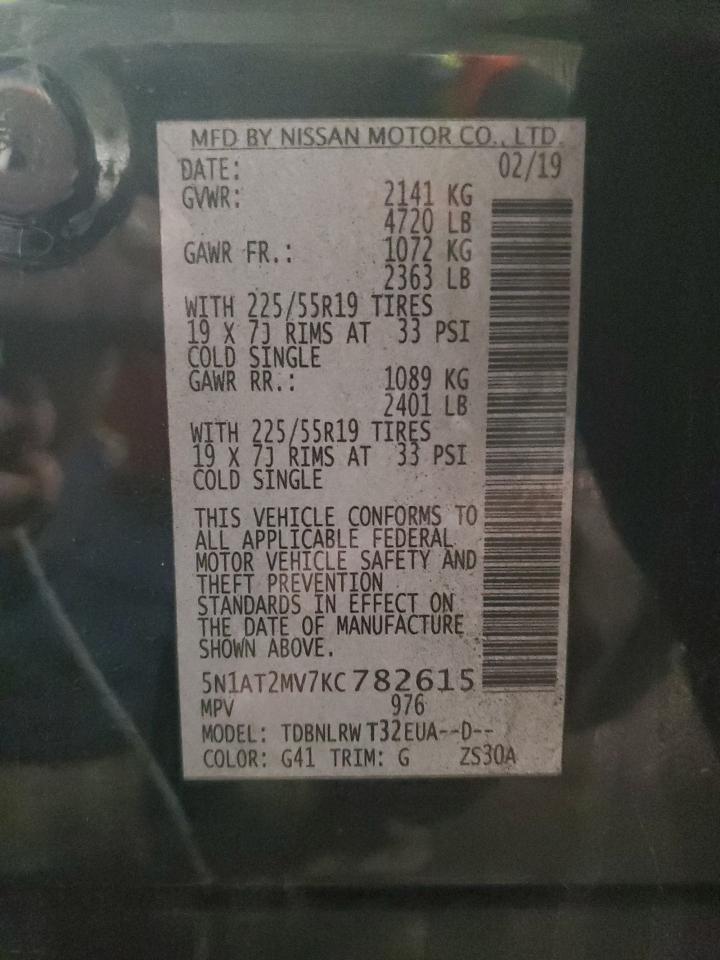 MFD BY NISSAN MOTOR CO., LTD.
DATE: 02/19
GVWR: 2141 KG
4720 LB
GAWR FR.: 1072 KG
2363 LB
WITH 225/55R19 TIRES
19 X 7J RIMS AT 33 PSI
COLD SINGLE
GAWR RR.: 1089 KG
2401 LB
WITH 225/55R19 TIRES
19 X 7J RIMS AT 33 PSI
COLD SINGLE
THIS VEHICLE CONFORMS TO
ALL APPLICABLE FEDERAL
MOTOR VEHICLE SAFETY AND
THEFT PREVENTION
STANDARDS IN EFFECT ON
THE DATE OF MANUFACTURE
SHOWN ABOVE.
5N1AT2MV7KC782615
MPV 976
MODEL: TDBNLRWT32EUA--D--
COLOR: G41 TRIM: G ZS30A